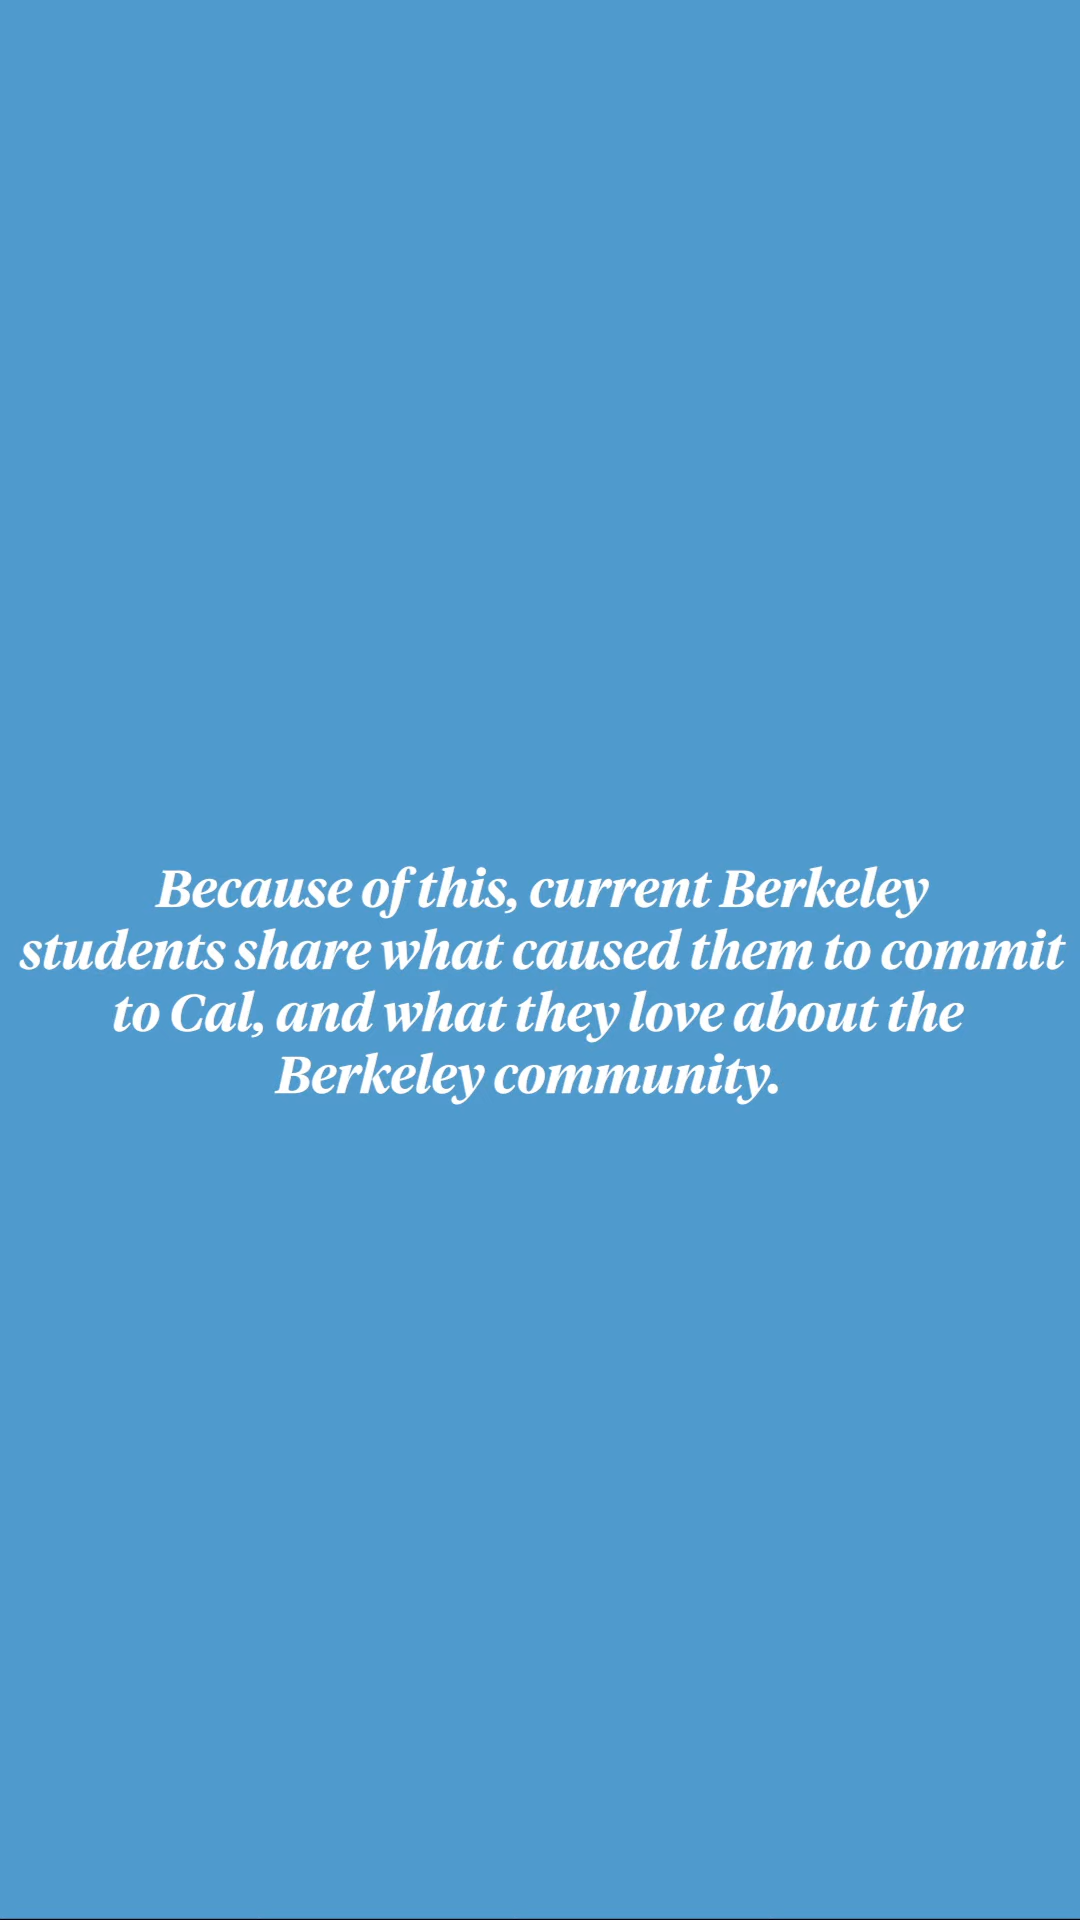 Because of this, current Berkeley
students share what caused them to commit
to Cal, and what they love about the
Berkeley community.